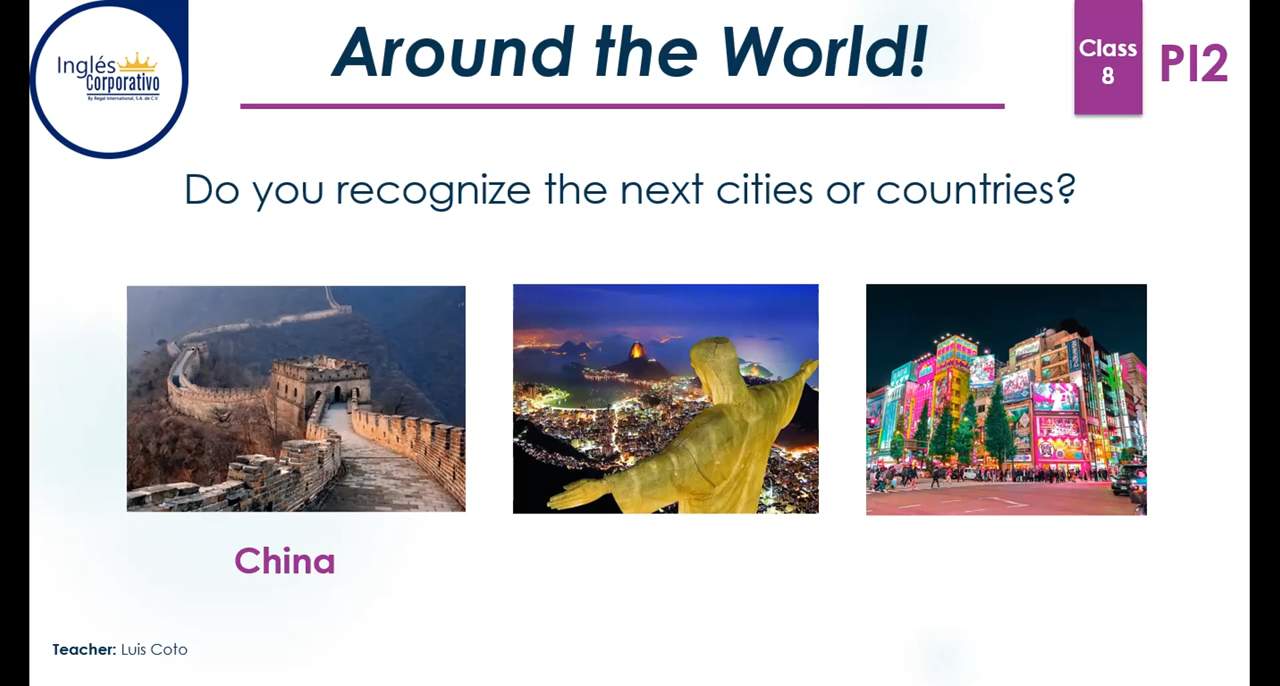 Inglés
Corporativo
By Regal International, S.A. de C.V.
Around the World!
Class
8
PI2
Do you recognize the next cities or countries?
China
Teacher: Luis Coto